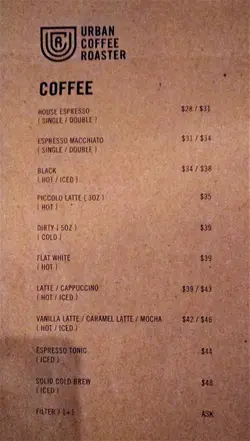 URBAN
COFFEE
ROASTER
COFFEE
HOUSE ESPRESSO $28 / $31
( SINGLE / DOUBLE )
ESPRESSO MACCHIATO $31 / $34
( SINGLE / DOUBLE )
BLACK $34 / $38
( HOT / ICED )
PICCOLO LATTE ( 3OZ ) $35
( HOT )
DIRTY ( 5OZ ) $39
( COLD )
FLAT WHITE $39
( HOT )
LATTE / CAPPUCCINO $39 / $43
( HOT / ICED )
VANILLA LATTE / CARAMEL LATTE / MOCHA $42 / $46
( HOT / ICED )
ESPRESSO TONIC $44
( ICED )
SOLID COLD BREW $48
( ICED )
FILTER / 1+1 ASK